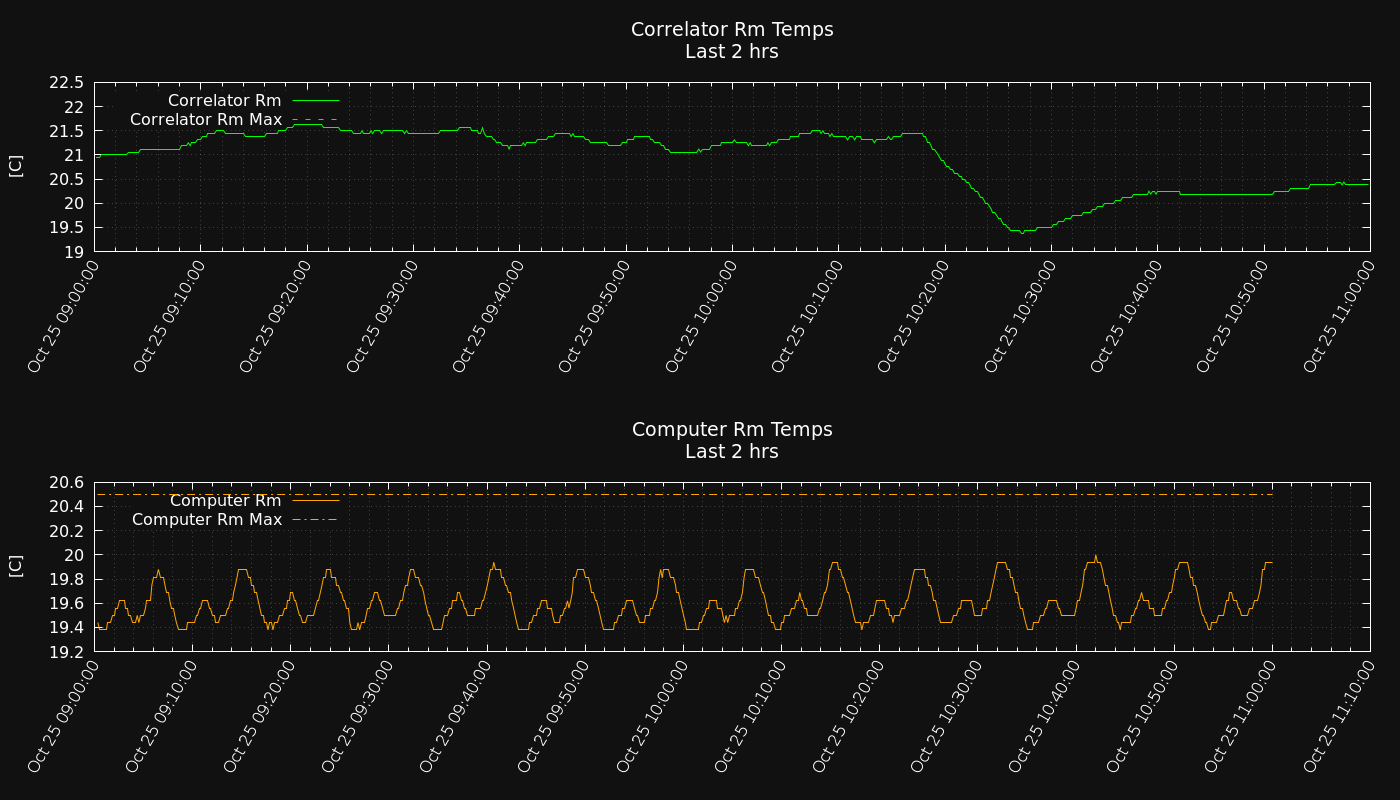 Correlator Rm Temps
Last 2 hrs
22.5
22
21.5
21
20.5
20
19.5
19
[C]
Correlator Rm
Correlator Rm Max
Oct 25 09:00:00
Oct 25 09:10:00
Oct 25 09:20:00
Oct 25 09:30:00
Oct 25 09:40:00
Oct 25 09:50:00
Oct 25 10:00:00
Oct 25 10:10:00
Oct 25 10:20:00
Oct 25 10:30:00
Oct 25 10:40:00
Oct 25 10:50:00
Oct 25 11:00:00
Computer Rm Temps
Last 2 hrs
20.6
20.4
20.2
20
19.8
19.6
19.4
19.2
[C]
Computer Rm
Computer Rm Max
Oct 25 09:00:00
Oct 25 09:10:00
Oct 25 09:20:00
Oct 25 09:30:00
Oct 25 09:40:00
Oct 25 09:50:00
Oct 25 10:00:00
Oct 25 10:10:00
Oct 25 10:20:00
Oct 25 10:30:00
Oct 25 10:40:00
Oct 25 10:50:00
Oct 25 11:00:00
Oct 25 11:10:00